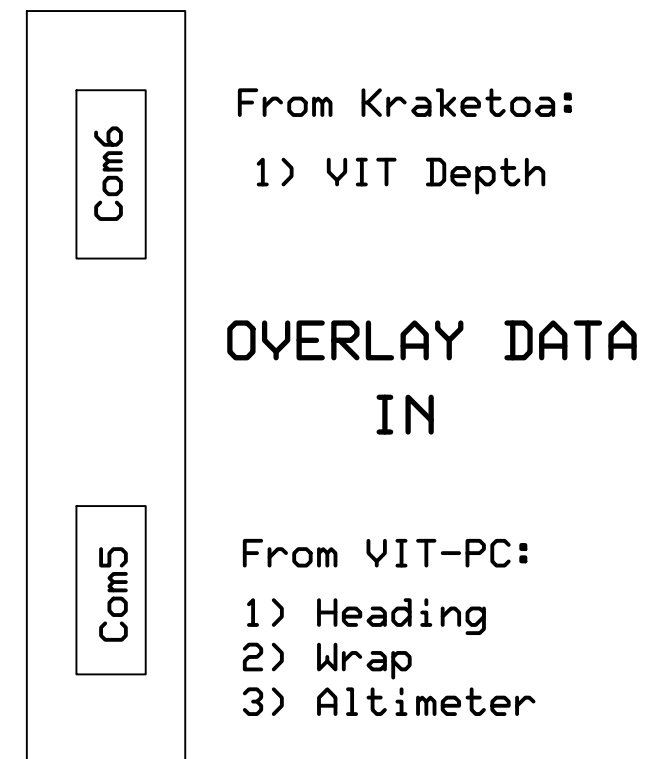 Com6
From Kraketoa:
1) VIT Depth
OVERLAY DATA
IN
Com5
From VIT-PC:
1) Heading
2) Wrap
3) Altimeter